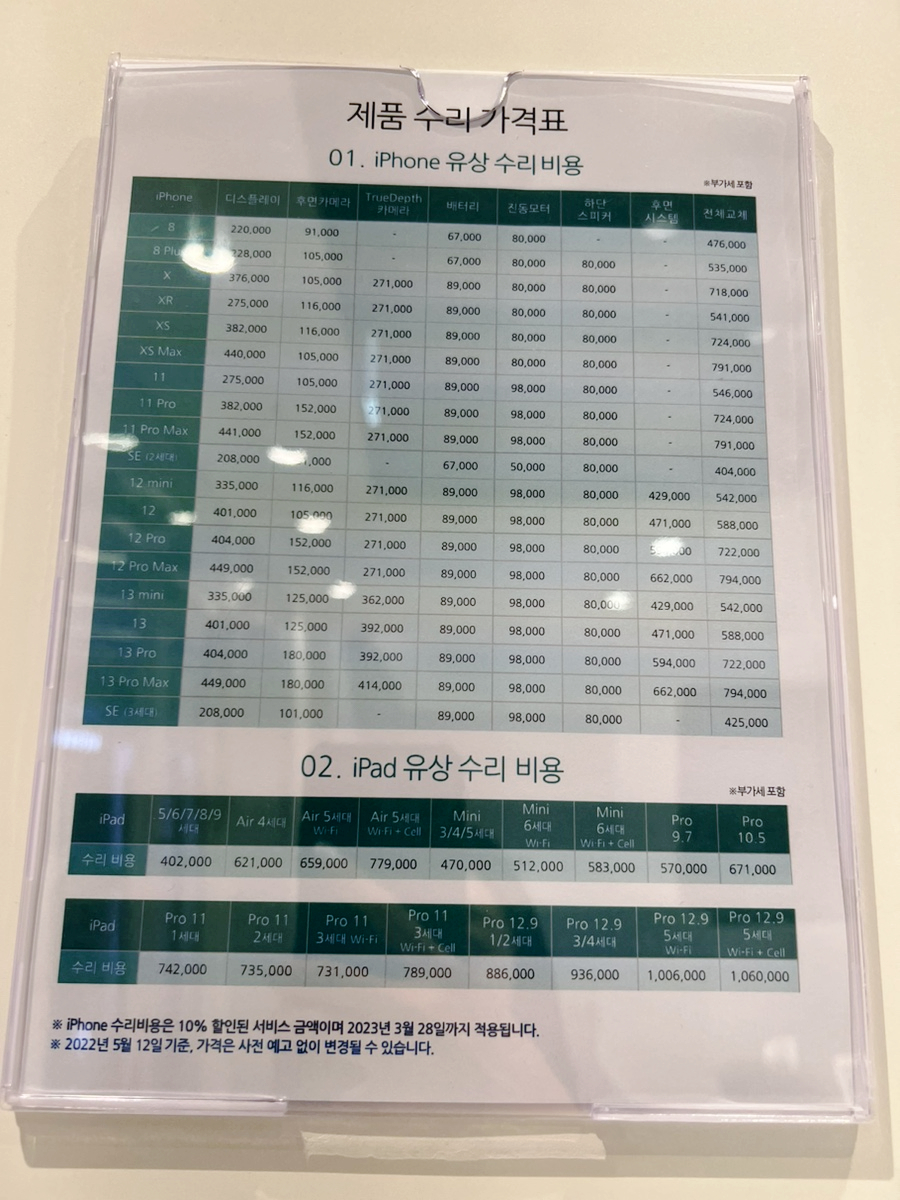 제품 수리 가격표
01. iPhone 유상 수리 비용
※부가세 포함
iPhone 디스플레이 후면카메라 TrueDepth 카메라 배터리 진동모터 하단 스피커 후면 시스템 전체교체
8 220,000 91,000 - 67,000 80,000 - - 476,000
8 105,000 - 67,000 80,000 80,000 - 535,000
X 376,000 105,000 271,000 89,000 80,000 80,000 - 718,000
XR 275,000 116,000 271,000 89,000 80,000 80,000 - 541,000
XS 382,000 116,000 271,000 89,000 80,000 80,000 - 724,000
XS Max 440,000 105,000 271,000 89,000 80,000 80,000 - 791,000
11 275,000 105,000 271,000 89,000 98,000 80,000 - 546,000
11 Pro 382,000 152,000 271,000 89,000 98,000 80,000 - 724,000
11 Pro Max 441,000 152,000 271,000 89,000 98,000 80,000 - 791,000
SE (2세대) 208,000 - 67,000 50,000 80,000 - 404,000
12 mini 335,000 116,000 271,000 89,000 98,000 80,000 429,000 542,000
12 401,000 105,000 271,000 89,000 98,000 80,000 471,000 588,000
12 Pro 404,000 152,000 271,000 89,000 98,000 80,000 722,000
12 Pro Max 449,000 152,000 271,000 89,000 98,000 80,000 662,000 794,000
13 mini 335,000 125,000 362,000 89,000 98,000 80,000 429,000 542,000
13 401,000 125,000 392,000 89,000 98,000 80,000 471,000 588,000
13 Pro 404,000 180,000 392,000 89,000 98,000 80,000 594,000 722,000
13 Pro Max 449,000 180,000 414,000 89,000 98,000 80,000 662,000 794,000
SE (3세대) 208,000 101,000 - 89,000 98,000 80,000 - 425,000
02. iPad 유상 수리 비용
※부가세 포함
iPad 5/6/7/8/9 세대 Air 4세대 Air 5세대 Wi-Fi Air 5세대 Wi-Fi + Cell Mini 3/4/5세대 Mini 6세대 Wi-Fi Mini 6세대 Wi-Fi + Cell Pro 9.7 Pro 10.5
수리 비용 402,000 621,000 659,000 779,000 470,000 512,000 583,000 570,000 671,000
iPad Pro 11 1세대 Pro 11 2세대 Pro 11 3세대 Wi-Fi Pro 11 3세대 Wi-Fi + Cell Pro 12.9 1/2세대 Pro 12.9 3/4세대 Pro 12.9 5세대 Wi-Fi Pro 12.9 5세대 Wi-Fi + Cell
수리 비용 742,000 735,000 731,000 789,000 886,000 936,000 1,006,000 1,060,000
※ iPhone 수리비용은 10% 할인된 서비스 금액이며 2023년 3월 28일까지 적용됩니다.
※ 2022년 5월 12일 기준, 가격은 사전 예고 없이 변경될 수 있습니다.